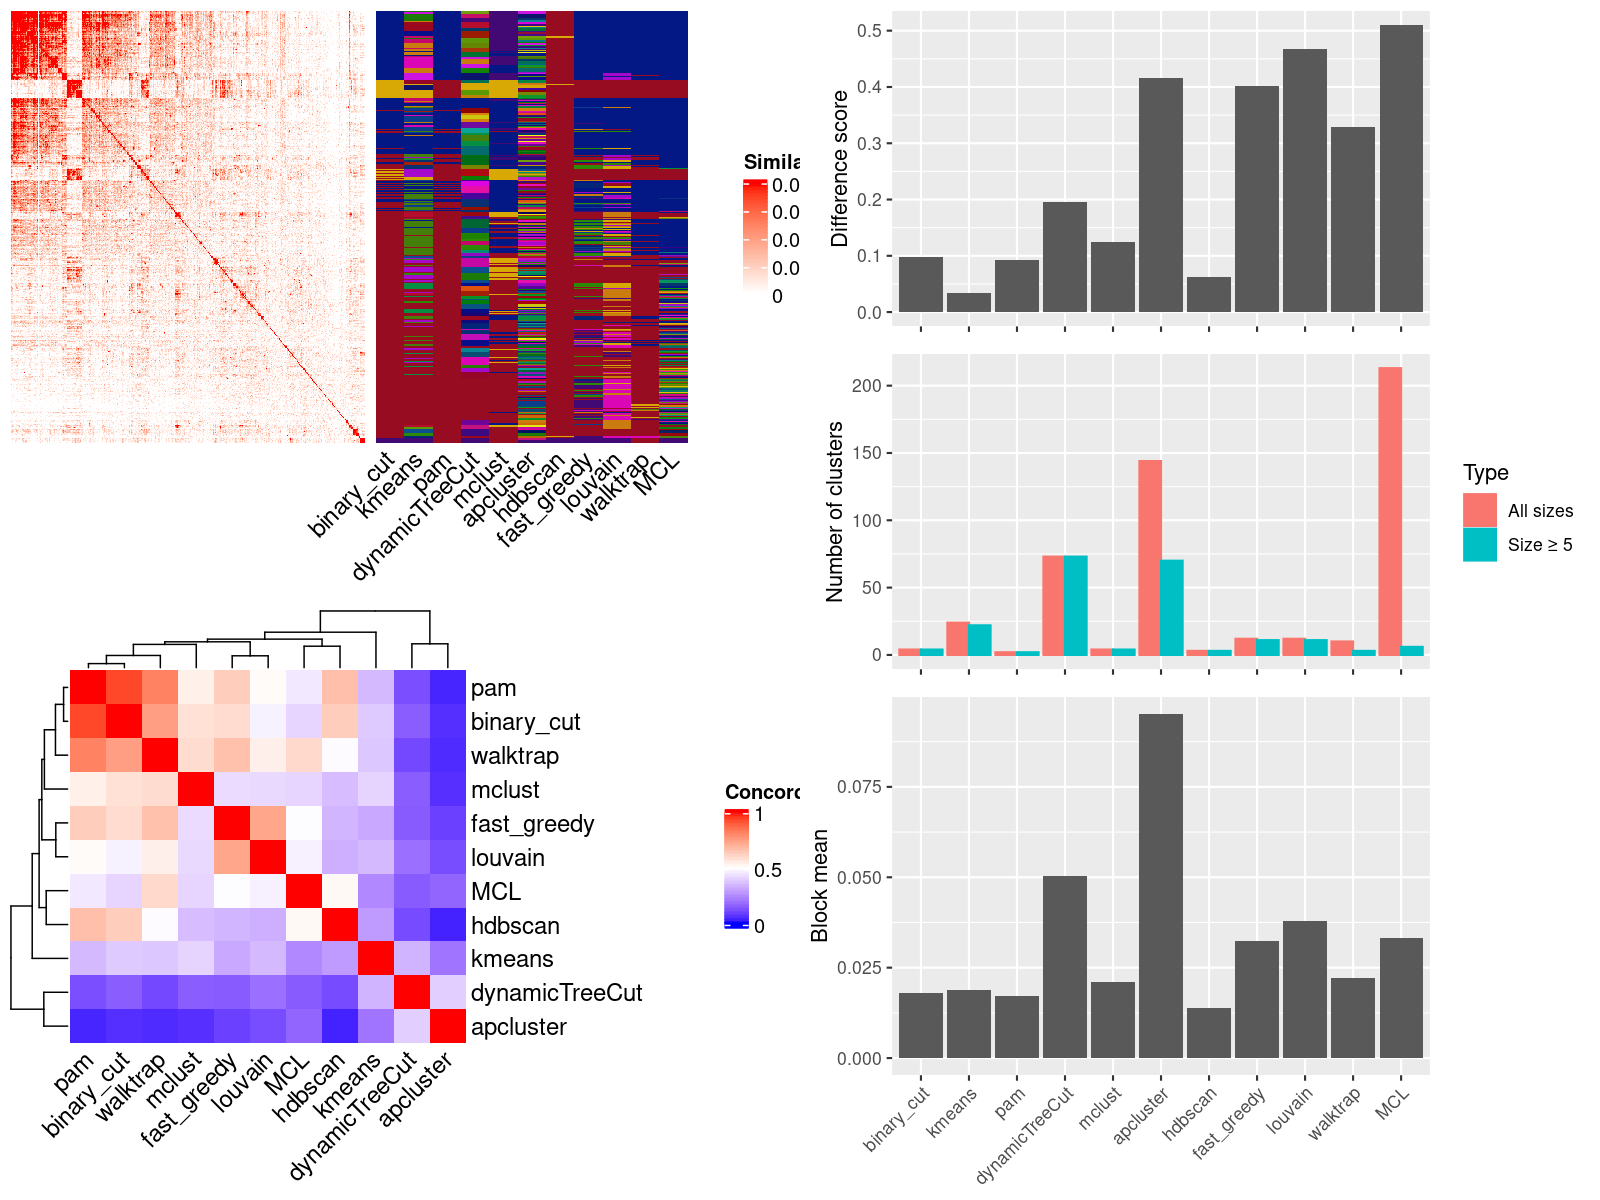 Simila
0.0
0.0
0.0
0.0
0
binary_cut
kmeans
pam
dynamicTreeCut
mclust
apcluster
hdbscan
fast_greedy
louvain
walktrap
MCL
pam
binary_cut
walktrap
mclust
fast_greedy
louvain
MCL
hdbscan
kmeans
dynamicTreeCut
apcluster
pam
binary_cut
walktrap
mclust
fast_greedy
louvain
MCL
hdbscan
kmeans
dynamicTreeCut
apcluster
Concord
1
0.5
0
Difference score
0.5
0.4
0.3
0.2
0.1
0.0
Number of clusters
200
150
100
50
0
Type
All sizes
Size ≥ 5
Block mean
0.075
0.050
0.025
0.000
binary_cut
kmeans
pam
dynamicTreeCut
mclust
apcluster
hdbscan
fast_greedy
louvain
walktrap
MCL